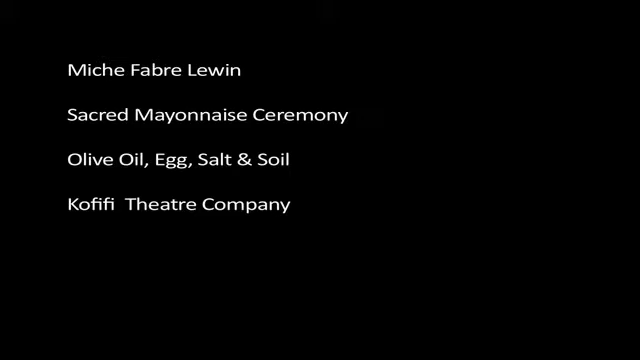 Miche Fabre Lewin
Sacred Mayonnaise Ceremony
Olive Oil, Egg, Salt & Soil
Kofifi  Theatre Company